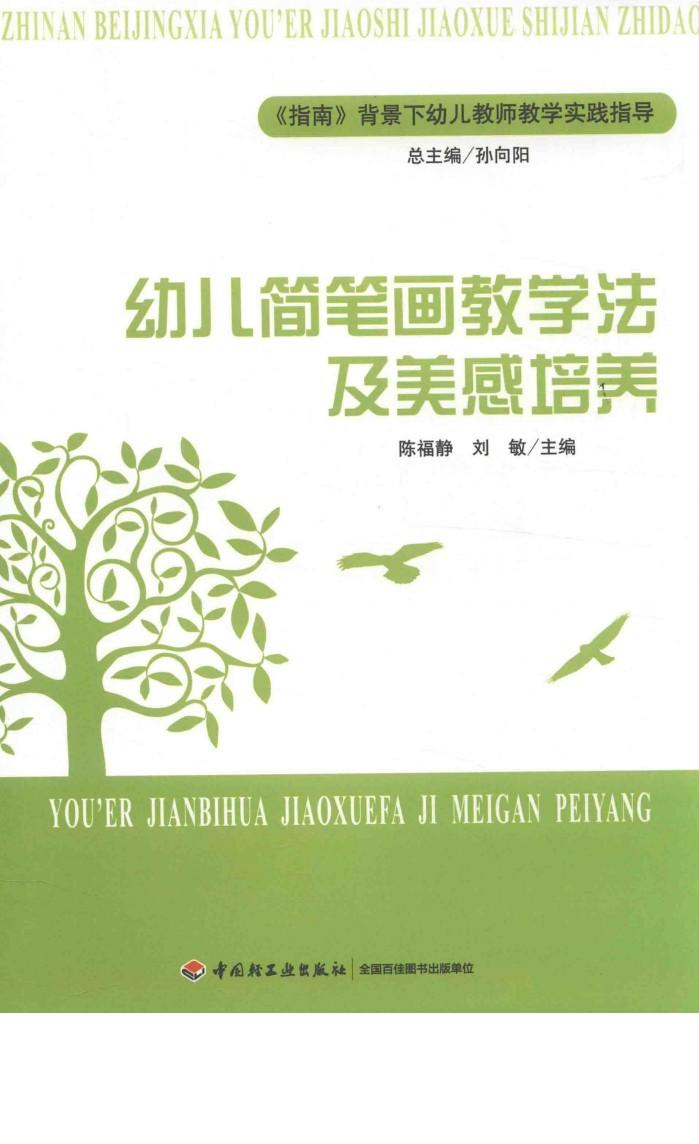 ZHINAN BEIJINGXIA YOU'ER JIAOSHI JIAOXUE SHIJIAN ZHIDAO
《指南》背景下幼儿教师教学实践指导
总主编/孙向阳
幼儿简笔画教学法
及美感培养
陈福静 刘 敏/主编
YOU'ER JIANBIHUA JIAOXUEFA JI MEIGAN PEIYANG
中国轻工业出版社 全国百佳图书出版单位